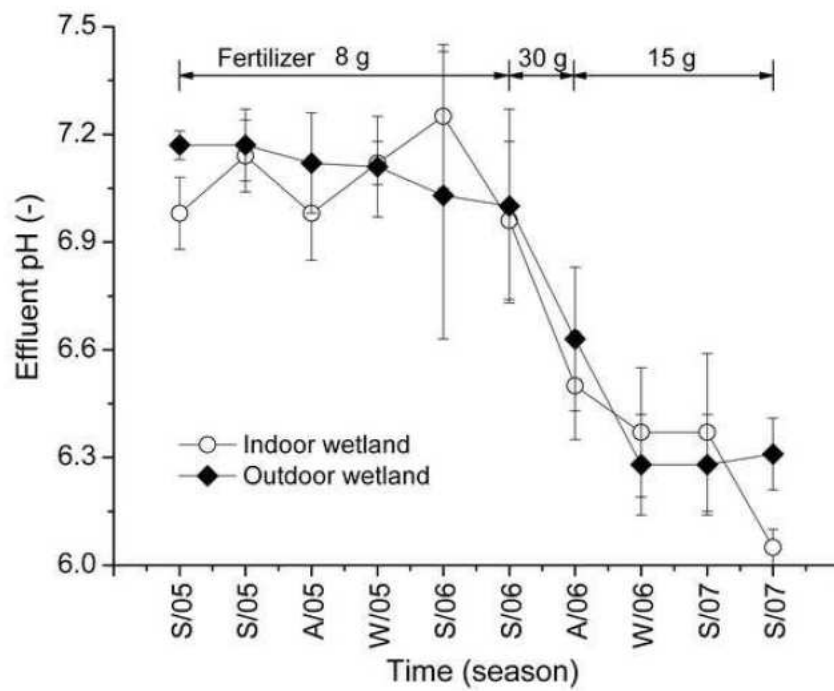 7.5
Fertilizer 8 g 30 g 15 g
7.2
6.9
6.6
6.3
6.0
Effluent pH (-)
Indoor wetland
Outdoor wetland
S/05 S/05 A/05 W/05 S/06 S/06 A/06 W/06 S/07 S/07
Time (season)